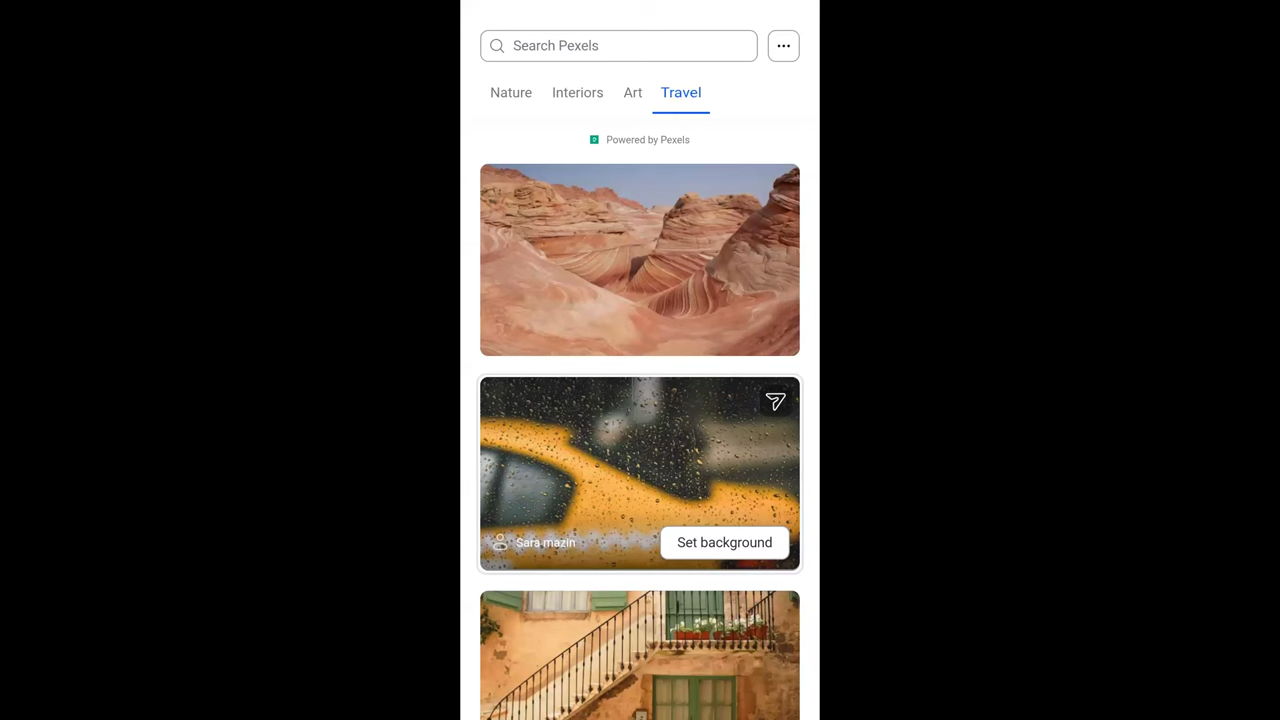 Search Pexels
Nature Interiors Art Travel
Powered by Pexels
Sara mazin
Set background